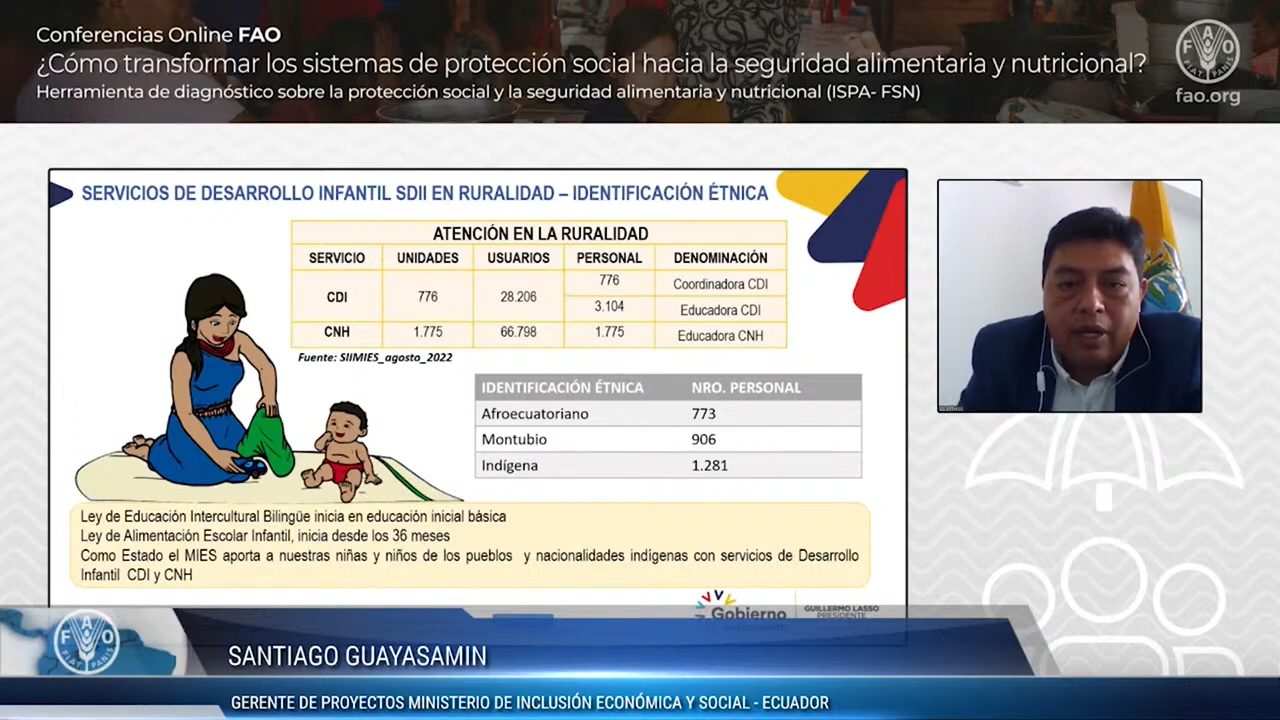 Conferencias Online FAO
¿Cómo transformar los sistemas de protección social hacia la seguridad alimentaria y nutricional?
Herramienta de diagnóstico sobre la protección social y la seguridad alimentaria y nutricional (ISPA- FSN)
FAO
FIAT PANIS
fao.org
SERVICIOS DE DESARROLLO INFANTIL SDII EN RURALIDAD – IDENTIFICACIÓN ÉTNICA
ATENCIÓN EN LA RURALIDAD
SERVICIO UNIDADES USUARIOS PERSONAL DENOMINACIÓN
CDI 776 28.206 776 Coordinadora CDI
3.104 Educadora CDI
CNH 1.775 66.798 1.775 Educadora CNH
Fuente: SIIMIES_agosto_2022
IDENTIFICACIÓN ÉTNICA NRO. PERSONAL
Afroecuatoriano 773
Montubio 906
Indígena 1.281
Ley de Educación Intercultural Bilingüe inicia en educación inicial básica
Ley de Alimentación Escolar Infantil, inicia desde los 36 meses
Como Estado el MIES aporta a nuestras niñas y niños de los pueblos y nacionalidades indígenas con servicios de Desarrollo
Infantil CDI y CNH
Gobierno
GUILLERMO LASSO
PRESIDENTE
FAO
FIAT PANIS
SANTIAGO GUAYASAMIN
GERENTE DE PROYECTOS MINISTERIO DE INCLUSIÓN ECONÓMICA Y SOCIAL - ECUADOR